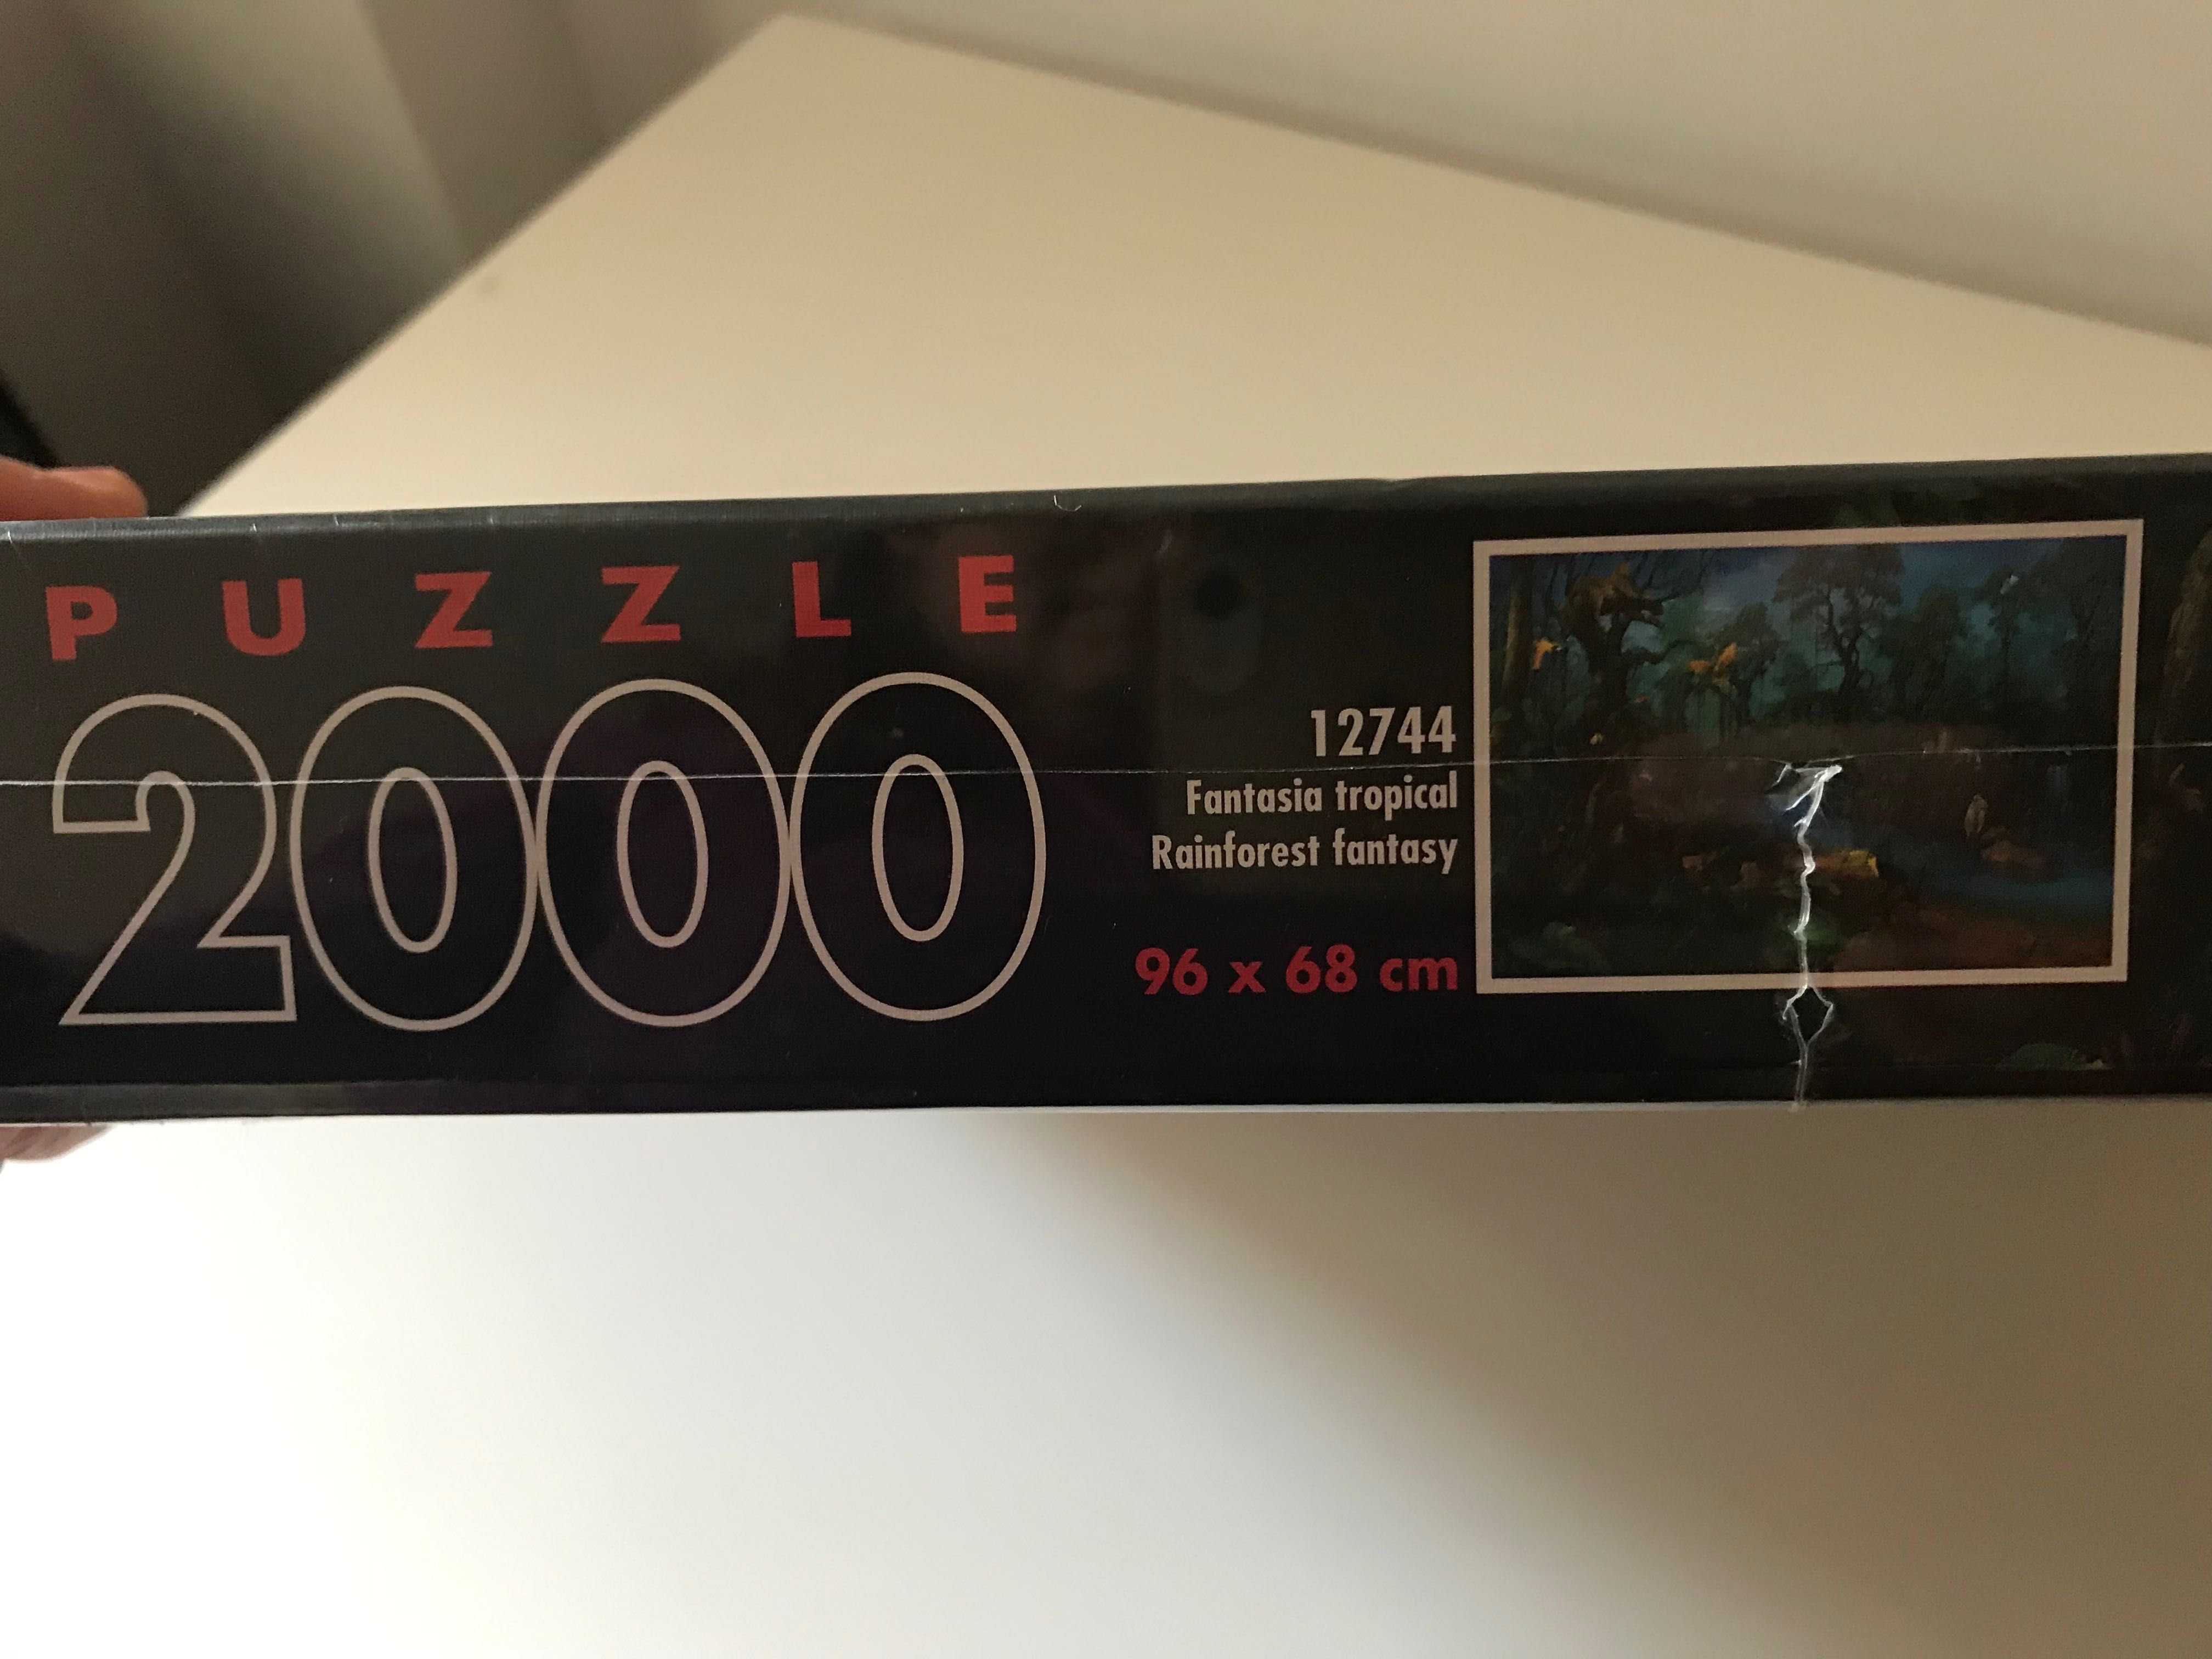 PUZZLE
2000
12744
Fantasia tropical
Rainforest fantasy
96 x 68 cm